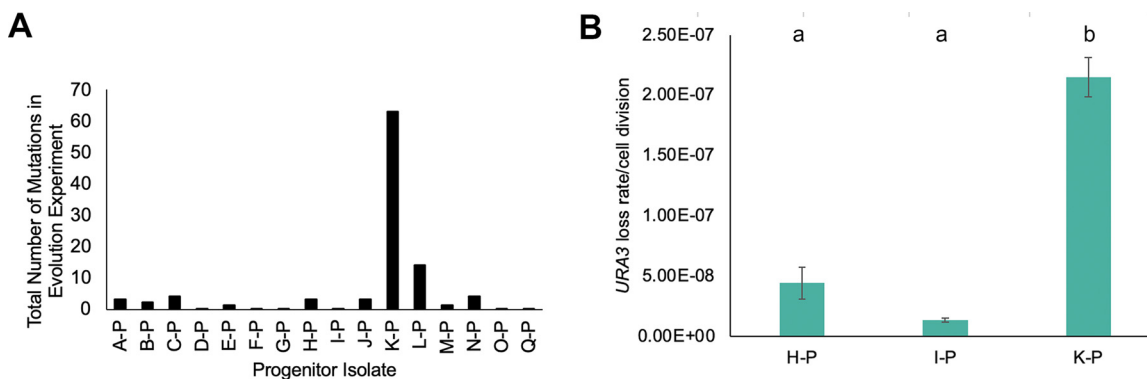 A
Total Number of Mutations in
Evolution Experiment
70
60
50
40
30
20
10
0
A-P
B-P
C-P
D-P
E-P
F-P
G-P
H-P
I-P
J-P
K-P
L-P
M-P
N-P
O-P
Q-P
Progenitor Isolate
B
URA3 loss rate/cell division
2.50E-07
2.00E-07
1.50E-07
1.00E-07
5.00E-08
0.00E+00
a
a
b
H-P
I-P
K-P